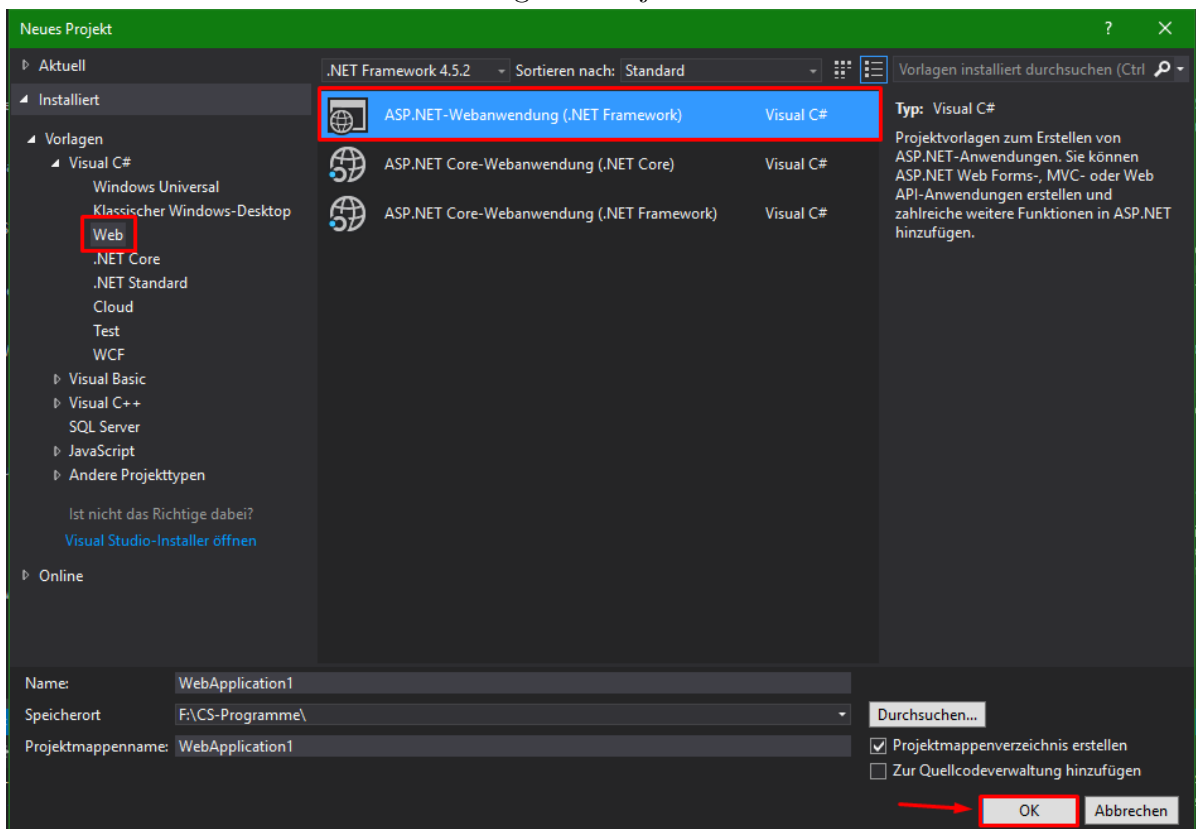 Neues Projekt
?
Aktuell
.NET Framework 4.5.2
Sortieren nach: Standard
Vorlagen installiert durchsuchen (Ctrl
Installiert
Vorlagen
Visual C#
Windows Universal
Klassischer Windows-Desktop
Web
.NET Core
.NET Standard
Cloud
Test
WCF
Visual Basic
Visual C++
SQL Server
JavaScript
Andere Projekttypen
Ist nicht das Richtige dabei?
Visual Studio-Installer öffnen
Online
ASP.NET-Webanwendung (.NET Framework) Visual C#
ASP.NET Core-Webanwendung (.NET Core) Visual C#
ASP.NET Core-Webanwendung (.NET Framework) Visual C#
Typ: Visual C#
Projektvorlagen zum Erstellen von
ASP.NET-Anwendungen. Sie können
ASP.NET Web Forms-, MVC- oder Web
API-Anwendungen erstellen und
zahlreiche weitere Funktionen in ASP.NET
hinzufügen.
Name: WebApplication1
Speicherort F:\CS-Programme\
Durchsuchen...
Projektmappenname: WebApplication1
Projektmappenverzeichnis erstellen
Zur Quellcodeverwaltung hinzufügen
OK
Abbrechen